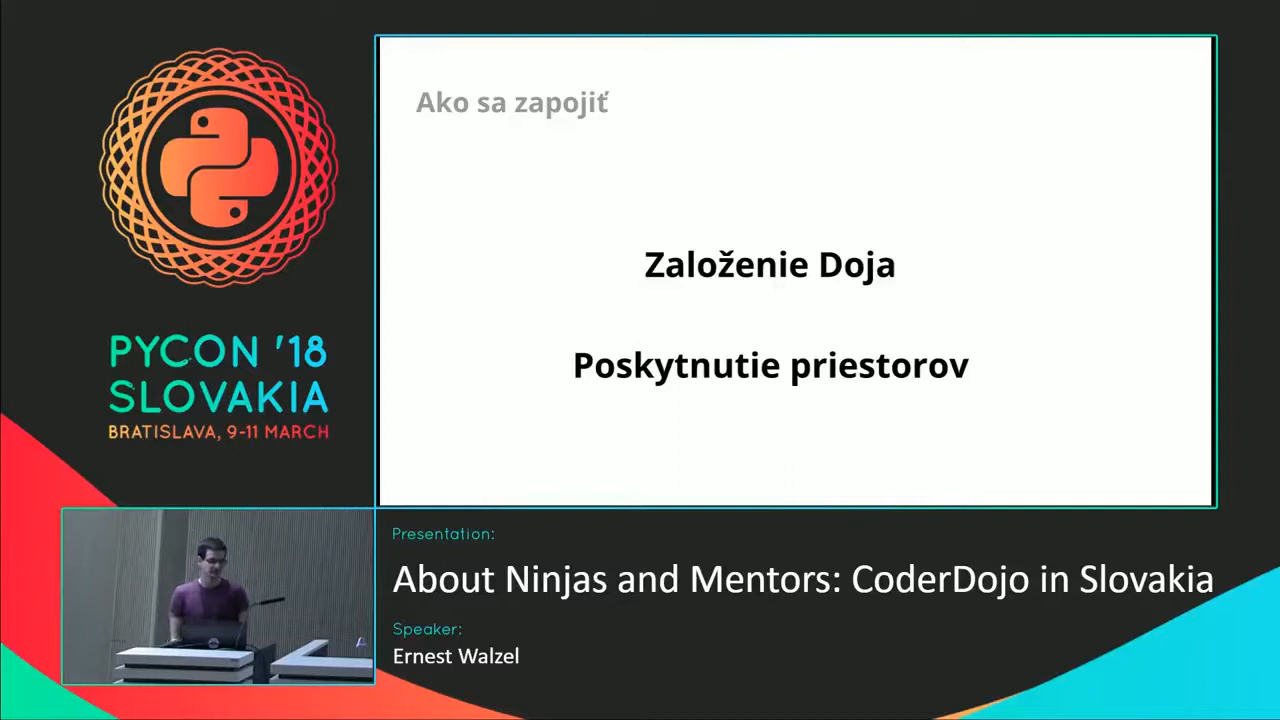 PYCON '18
SLOVAKIA
BRATISLAVA, 9-11 MARCH
Ako sa zapojiť
Založenie Doja
Poskytnutie priestorov
Presentation:
About Ninjas and Mentors: CoderDojo in Slovakia
Speaker:
Ernest Walzel